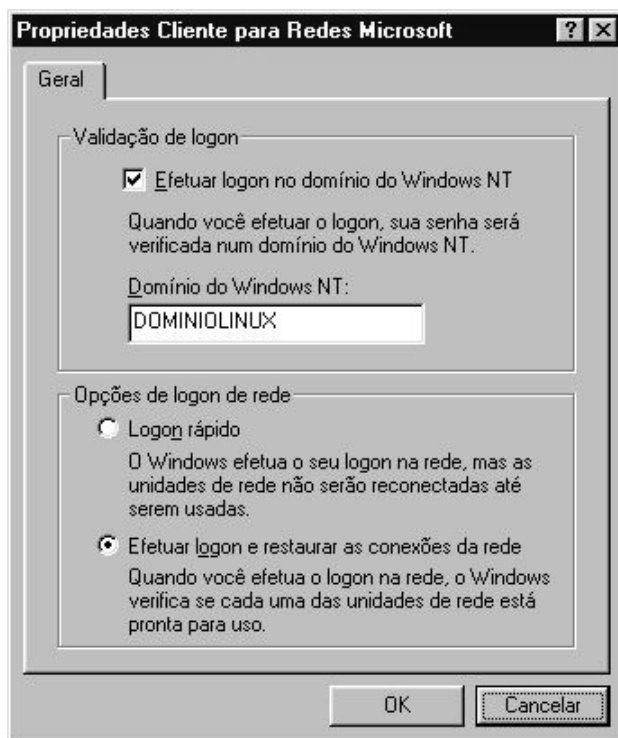 Propriedades Cliente para Redes Microsoft
Geral
Validação de logon
Efetuar logon no domínio do Windows NT
Quando você efetuar o logon, sua senha será
verificada num domínio do Windows NT.
Domínio do Windows NT:
DOMINIOLINUX
Opções de logon de rede
Logon rápido
O Windows efetua o seu logon na rede, mas as
unidades de rede não serão reconectadas até
serem usadas.
Efetuar logon e restaurar as conexões da rede
Quando você efetua o logon na rede, o Windows
verifica se cada uma das unidades de rede está
pronta para uso.
OK Cancelar